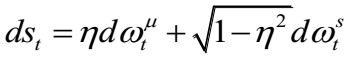 ds_t = ηdω_t^μ + √(1−η²)dω_t^s